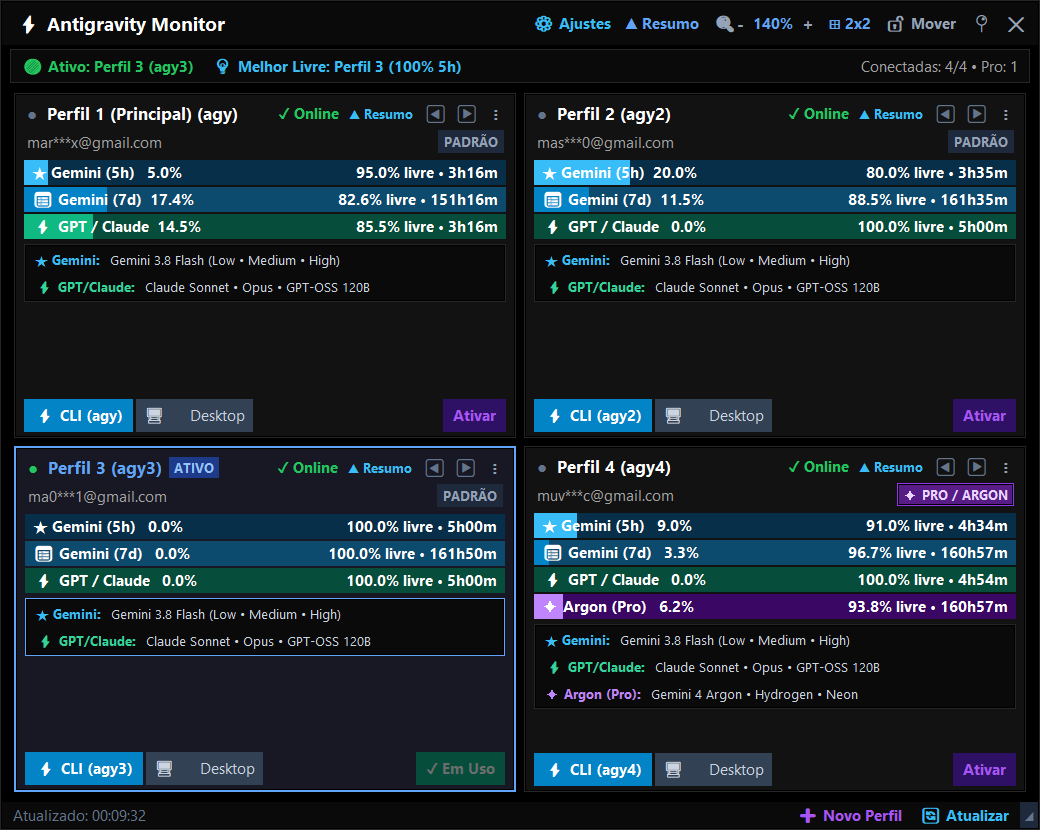 Antigravity Monitor
Ajustes Resumo - 140% + 2x2 Mover
Ativo: Perfil 3 (agy3) Melhor Livre: Perfil 3 (100% 5h) Conectadas: 4/4 • Pro: 1
Perfil 1 (Principal) (agy) ✓ Online ▲ Resumo
mar***x@gmail.com PADRÃO
Gemini (5h) 5.0% 95.0% livre • 3h16m
Gemini (7d) 17.4% 82.6% livre • 151h16m
GPT / Claude 14.5% 85.5% livre • 3h16m
Gemini: Gemini 3.8 Flash (Low • Medium • High)
GPT/Claude: Claude Sonnet • Opus • GPT-OSS 120B
CLI (agy) Desktop Ativar
Perfil 2 (agy2) ✓ Online ▲ Resumo
mas***0@gmail.com PADRÃO
Gemini (5h) 20.0% 80.0% livre • 3h35m
Gemini (7d) 11.5% 88.5% livre • 161h35m
GPT / Claude 0.0% 100.0% livre • 5h00m
Gemini: Gemini 3.8 Flash (Low • Medium • High)
GPT/Claude: Claude Sonnet • Opus • GPT-OSS 120B
CLI (agy2) Desktop Ativar
Perfil 3 (agy3) ATIVO ✓ Online ▲ Resumo
ma0***1@gmail.com PADRÃO
Gemini (5h) 0.0% 100.0% livre • 5h00m
Gemini (7d) 0.0% 100.0% livre • 161h50m
GPT / Claude 0.0% 100.0% livre • 5h00m
Gemini: Gemini 3.8 Flash (Low • Medium • High)
GPT/Claude: Claude Sonnet • Opus • GPT-OSS 120B
CLI (agy3) Desktop ✓ Em Uso
Perfil 4 (agy4) ✓ Online ▲ Resumo
muv***c@gmail.com PRO / ARGON
Gemini (5h) 9.0% 91.0% livre • 4h34m
Gemini (7d) 3.3% 96.7% livre • 160h57m
GPT / Claude 0.0% 100.0% livre • 4h54m
Argon (Pro) 6.2% 93.8% livre • 160h57m
Gemini: Gemini 3.8 Flash (Low • Medium • High)
GPT/Claude: Claude Sonnet • Opus • GPT-OSS 120B
Argon (Pro): Gemini 4 Argon • Hydrogen • Neon
CLI (agy4) Desktop Ativar
Atualizado: 00:09:32 Novo Perfil Atualizar